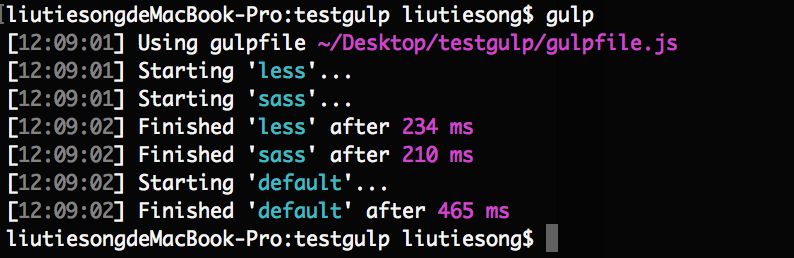 liutiesongdeMacBook-Pro:testgulp liutiesong$ gulp
[12:09:01] Using gulpfile ~/Desktop/testgulp/gulpfile.js
[12:09:01] Starting 'less'...
[12:09:01] Starting 'sass'...
[12:09:02] Finished 'less' after 234 ms
[12:09:02] Finished 'sass' after 210 ms
[12:09:02] Starting 'default'...
[12:09:02] Finished 'default' after 465 ms
liutiesongdeMacBook-Pro:testgulp liutiesong$